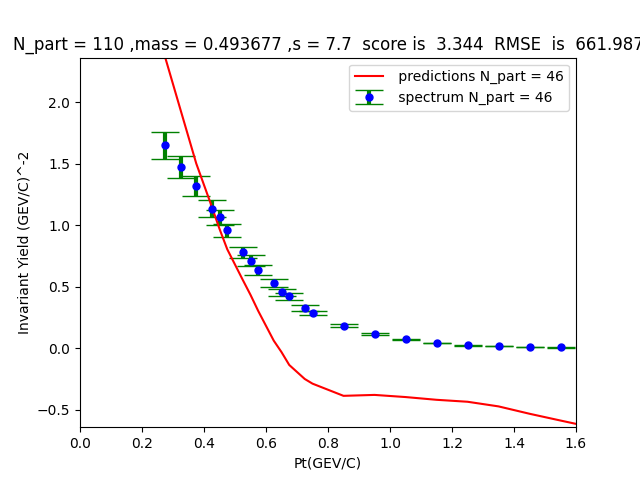 N_part = 110 ,mass = 0.493677 ,s = 7.7  score is  3.344  RMSE  is  661.987
predictions N_part = 46
spectrum N_part = 46
Invariant Yield (GEV/C)^-2
2.0
1.5
1.0
0.5
0.0
−0.5
0.0 0.2 0.4 0.6 0.8 1.0 1.2 1.4 1.6
Pt(GEV/C)